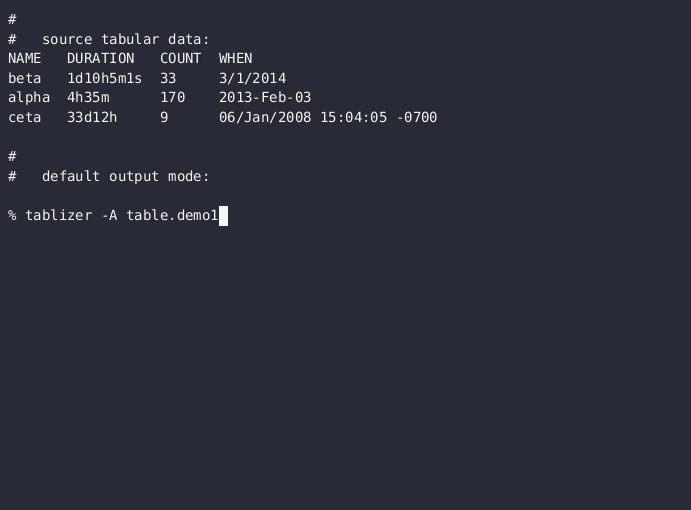 #
#   source tabular data:
NAME   DURATION   COUNT  WHEN
beta   1d10h5m1s  33     3/1/2014
alpha  4h35m      170    2013-Feb-03
ceta   33d12h     9      06/Jan/2008 15:04:05 -0700
#
#   default output mode:
% tablizer -A table.demo1